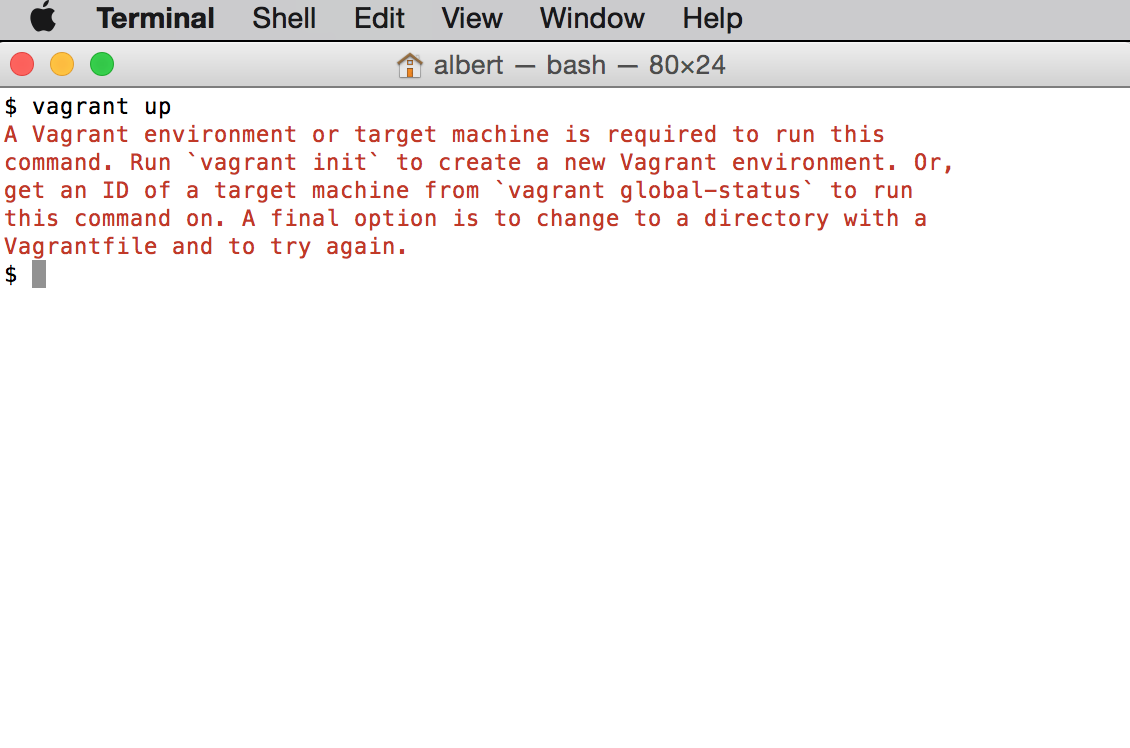 Terminal Shell Edit View Window Help
albert — bash — 80×24
$ vagrant up
A Vagrant environment or target machine is required to run this
command. Run `vagrant init` to create a new Vagrant environment. Or,
get an ID of a target machine from `vagrant global-status` to run
this command on. A final option is to change to a directory with a
Vagrantfile and to try again.
$